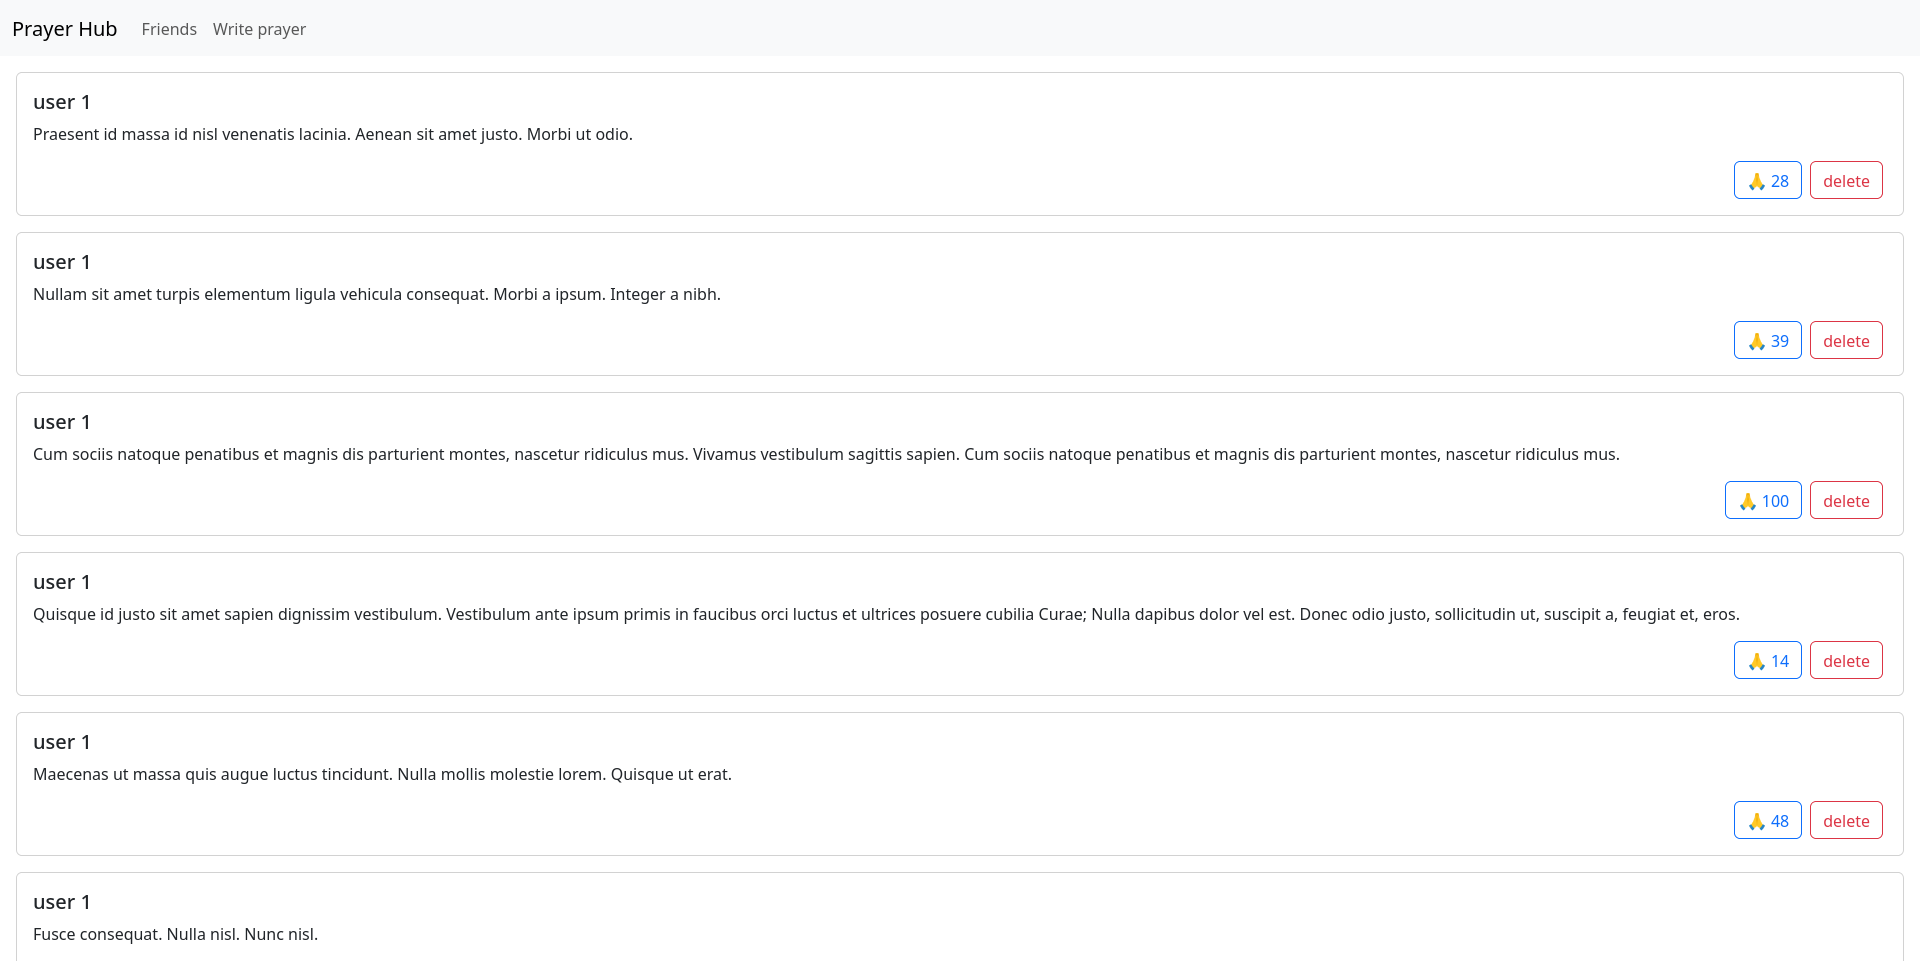 Prayer Hub Friends Write prayer
user 1
Praesent id massa id nisl venenatis lacinia. Aenean sit amet justo. Morbi ut odio.
🙏 28 delete
user 1
Nullam sit amet turpis elementum ligula vehicula consequat. Morbi a ipsum. Integer a nibh.
🙏 39 delete
user 1
Cum sociis natoque penatibus et magnis dis parturient montes, nascetur ridiculus mus. Vivamus vestibulum sagittis sapien. Cum sociis natoque penatibus et magnis dis parturient montes, nascetur ridiculus mus.
🙏 100 delete
user 1
Quisque id justo sit amet sapien dignissim vestibulum. Vestibulum ante ipsum primis in faucibus orci luctus et ultrices posuere cubilia Curae; Nulla dapibus dolor vel est. Donec odio justo, sollicitudin ut, suscipit a, feugiat et, eros.
🙏 14 delete
user 1
Maecenas ut massa quis augue luctus tincidunt. Nulla mollis molestie lorem. Quisque ut erat.
🙏 48 delete
user 1
Fusce consequat. Nulla nisl. Nunc nisl.